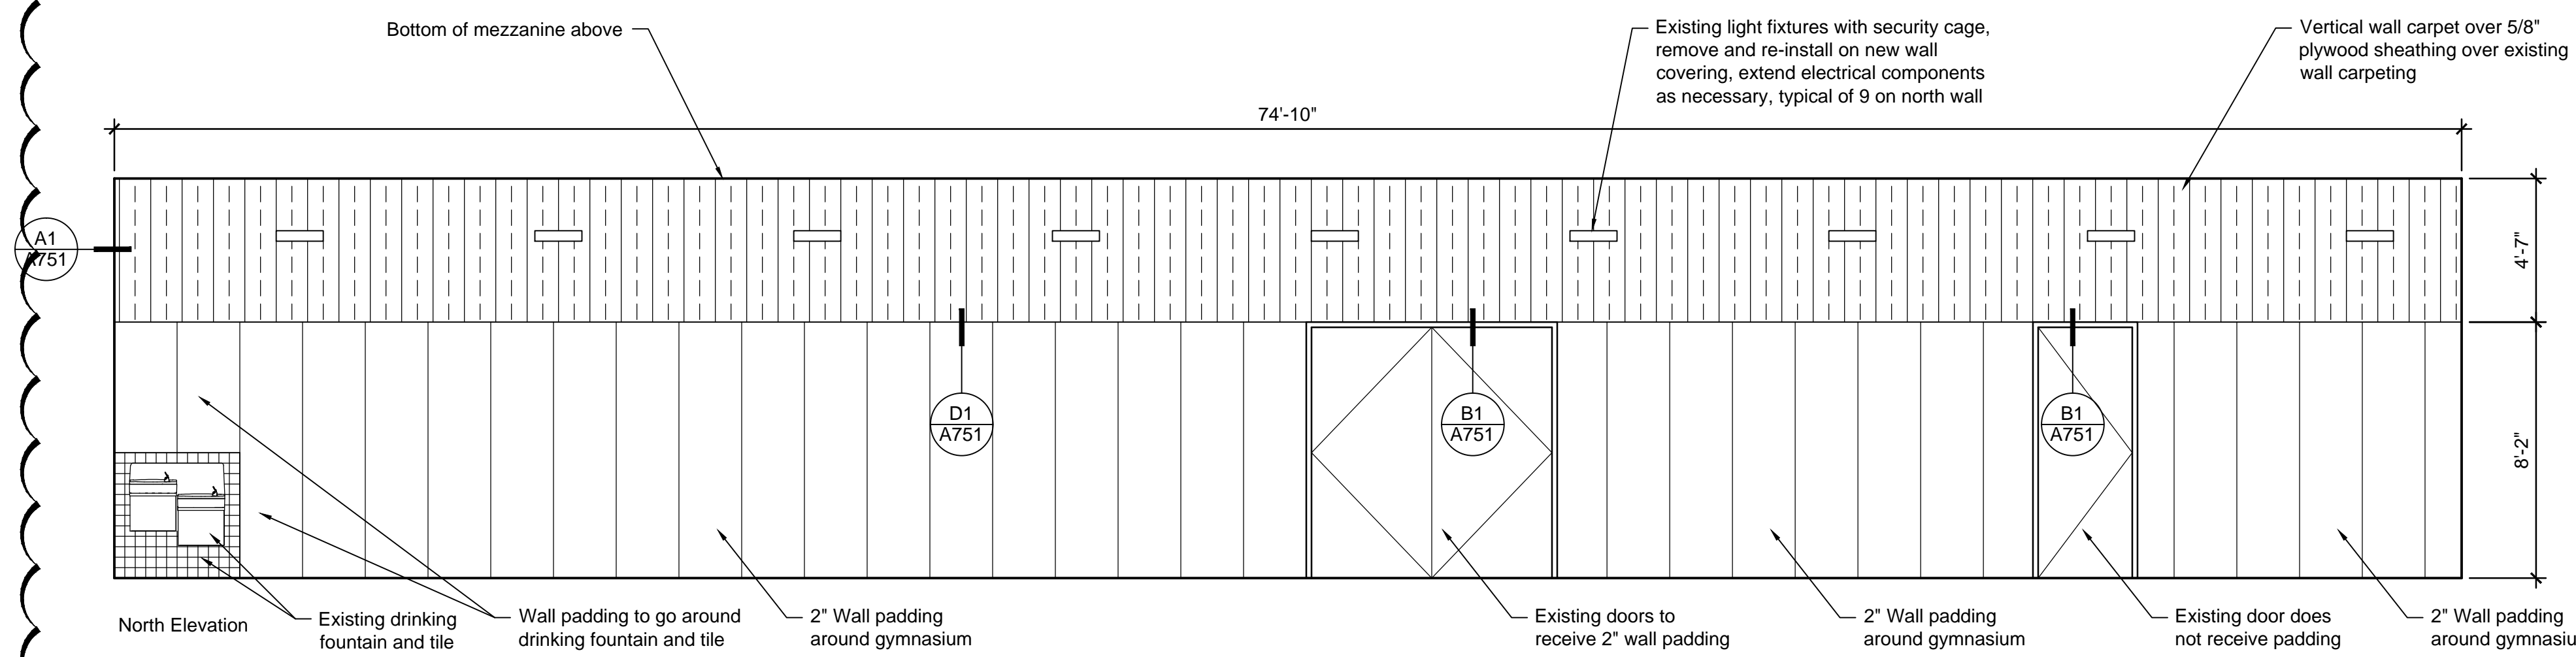 Bottom of mezzanine above
Existing light fixtures with security cage,
remove and re-install on new wall
covering, extend electrical components
as necessary, typical of 9 on north wall
Vertical wall carpet over 5/8"
plywood sheathing over existing
wall carpeting
74'-10"
A1
A751
4'-7"
D1
A751
B1
A751
B1
A751
8'-2"
North Elevation
Existing drinking
fountain and tile
Wall padding to go around
drinking fountain and tile
2" Wall padding
around gymnasium
Existing doors to
receive 2" wall padding
2" Wall padding
around gymnasium
Existing door does
not receive padding
2" Wall padding
around gymnasiu